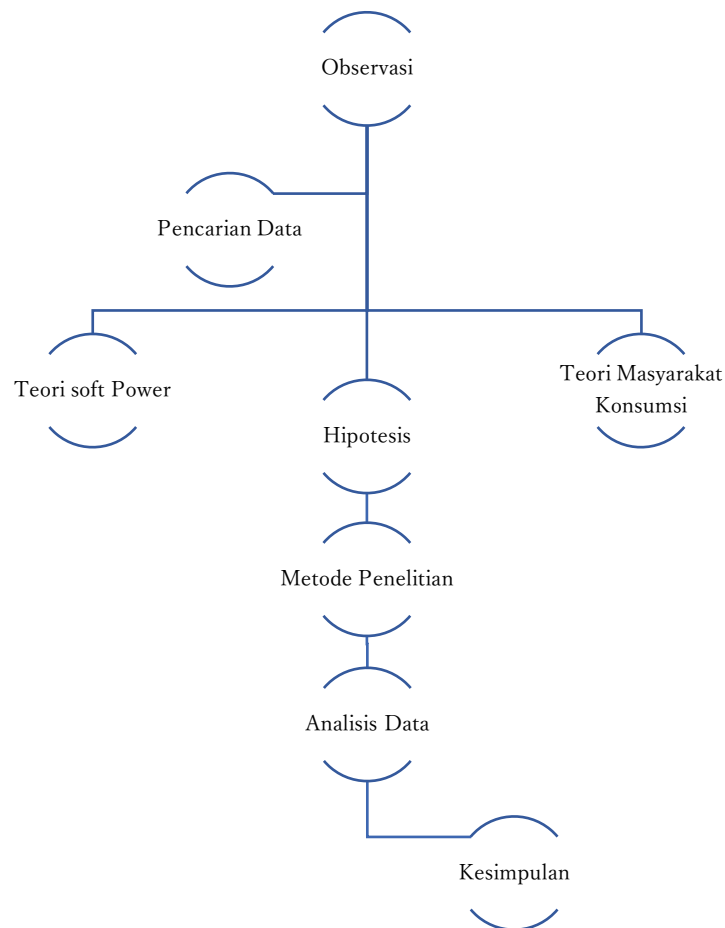 Observasi
Pencarian Data
Teori soft Power
Teori Masyarakat
Konsumsi
Hipotesis
Metode Penelitian
Analisis Data
Kesimpulan